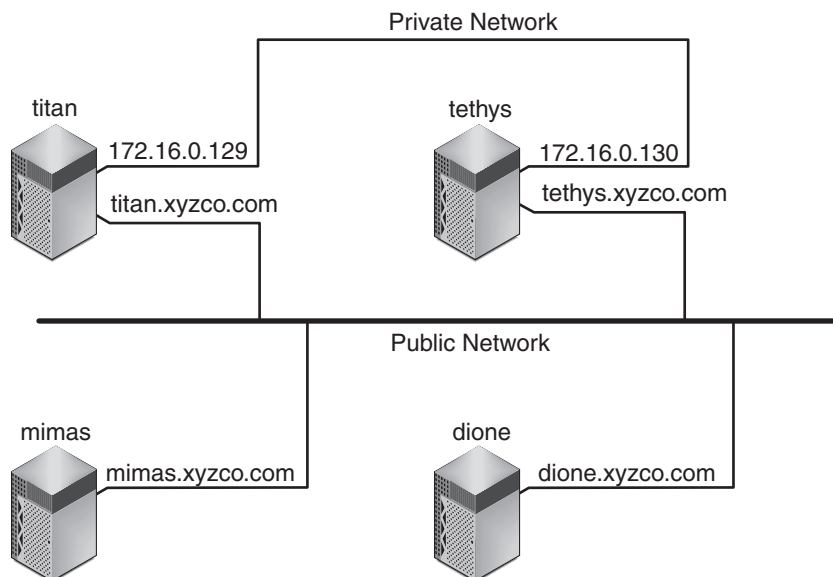 Private Network
titan
tethys
172.16.0.129
172.16.0.130
titan.xyzco.com
tethys.xyzco.com
Public Network
mimas
dione
mimas.xyzco.com
dione.xyzco.com